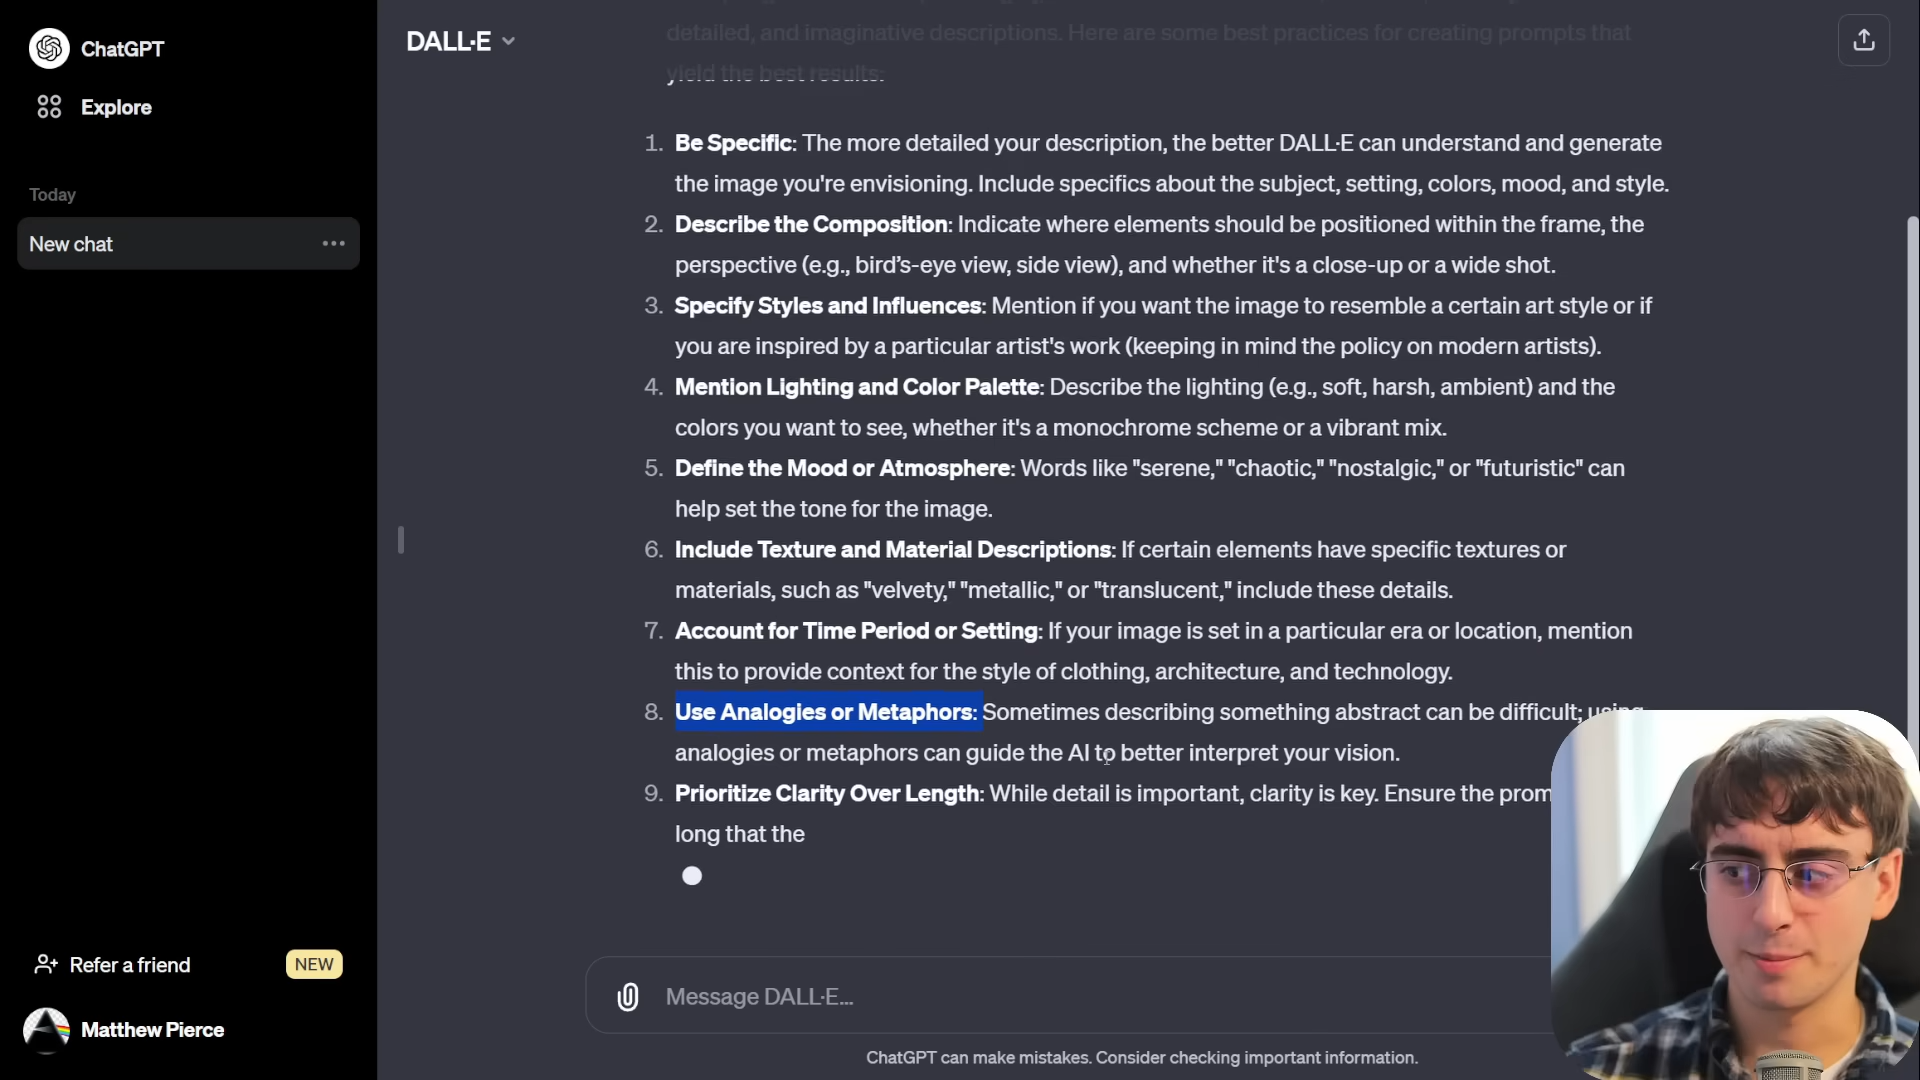 ChatGPT
Explore
Today
New chat
Refer a friend
NEW
Matthew Pierce
DALL·E
detailed, and imaginative descriptions. Here are some best practices for creating prompts that
yield the best results:
1. Be Specific: The more detailed your description, the better DALL·E can understand and generate
the image you're envisioning. Include specifics about the subject, setting, colors, mood, and style.
2. Describe the Composition: Indicate where elements should be positioned within the frame, the
perspective (e.g., bird’s-eye view, side view), and whether it's a close-up or a wide shot.
3. Specify Styles and Influences: Mention if you want the image to resemble a certain art style or if
you are inspired by a particular artist's work (keeping in mind the policy on modern artists).
4. Mention Lighting and Color Palette: Describe the lighting (e.g., soft, harsh, ambient) and the
colors you want to see, whether it's a monochrome scheme or a vibrant mix.
5. Define the Mood or Atmosphere: Words like "serene," "chaotic," "nostalgic," or "futuristic" can
help set the tone for the image.
6. Include Texture and Material Descriptions: If certain elements have specific textures or
materials, such as "velvety," "metallic," or "translucent," include these details.
7. Account for Time Period or Setting: If your image is set in a particular era or location, mention
this to provide context for the style of clothing, architecture, and technology.
8. Use Analogies or Metaphors: Sometimes describing something abstract can be difficult; using
analogies or metaphors can guide the AI to better interpret your vision.
9. Prioritize Clarity Over Length: While detail is important, clarity is key. Ensure the prom
long that the
Message DALL·E...
ChatGPT can make mistakes. Consider checking important information.